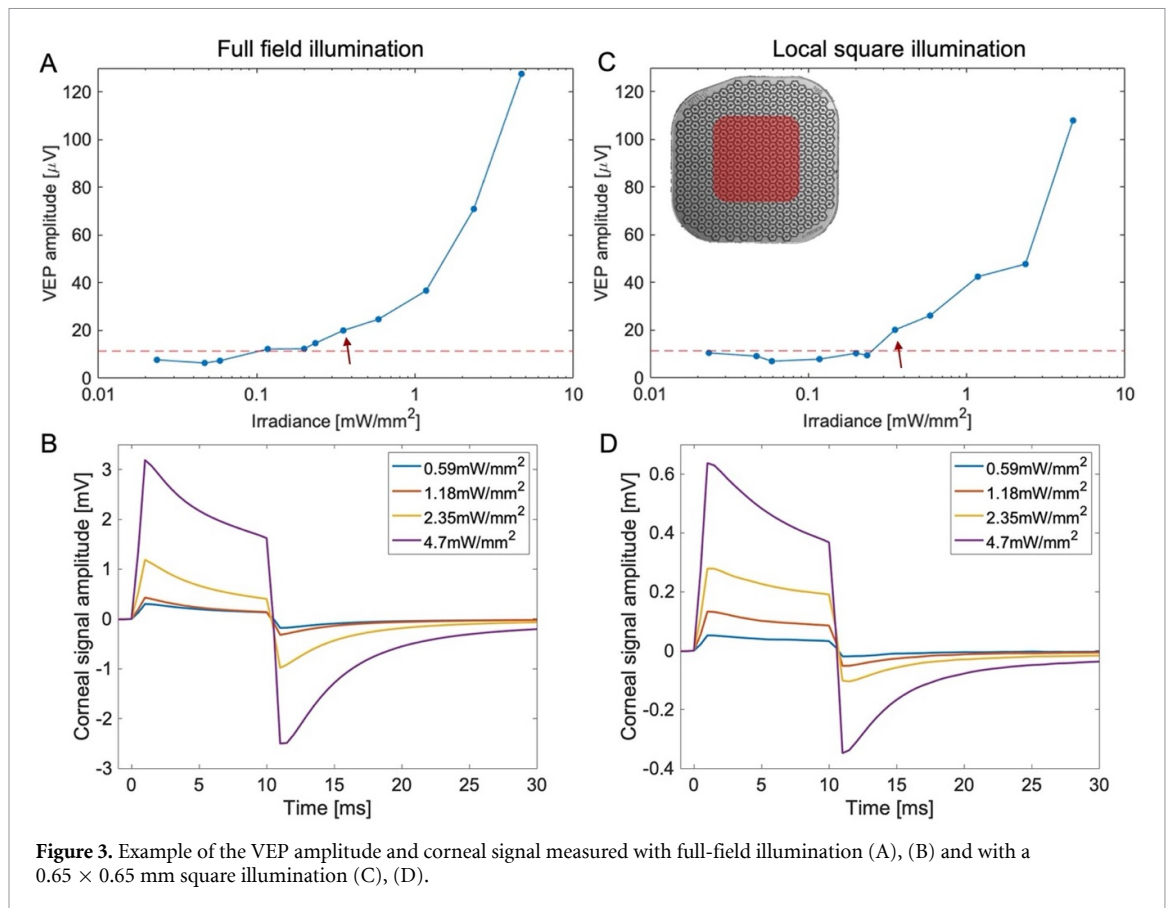 Full field illumination
Local square illumination
A
C
VEP amplitude [μV]
120
100
80
60
40
20
0
0.01
0.1
1
10
Irradiance [mW/mm²]
VEP amplitude [μV]
120
100
80
60
40
20
0
0.01
0.1
1
10
Irradiance [mW/mm²]
B
D
Corneal signal amplitude [mV]
3
2
1
0
-1
-2
-3
0
5
10
15
20
25
30
Time [ms]
0.59mW/mm²
1.18mW/mm²
2.35mW/mm²
4.7mW/mm²
Corneal signal amplitude [mV]
0.6
0.4
0.2
0
-0.2
-0.4
0
5
10
15
20
25
30
Time [ms]
0.59mW/mm²
1.18mW/mm²
2.35mW/mm²
4.7mW/mm²
Figure 3. Example of the VEP amplitude and corneal signal measured with full-field illumination (A), (B) and with a
0.65 × 0.65 mm square illumination (C), (D).